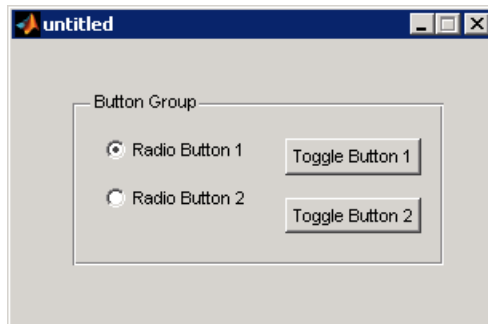 untitled
Button Group
Radio Button 1
Toggle Button 1
Radio Button 2
Toggle Button 2